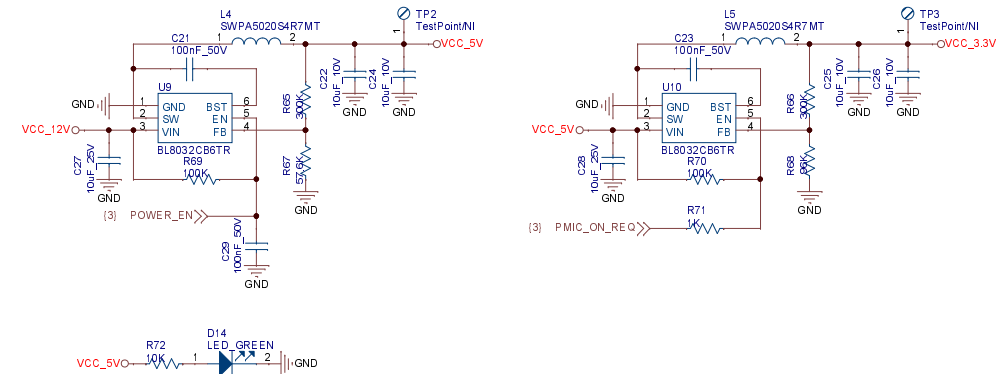 L4
SWPA5020S4R7MT
TP2
TestPoint/NI
C21
100nF_50V
1
2
1
VCC_5V
C22
10uF_10V
C24
10uF_10V
GND
GND
U9
GND
1
GND
BST
6
2
SW
EN
5
VCC_12V
3
VIN
FB
4
BL8032CB6TR
R65
300K
R67
57.6K
GND
C27
10uF_25V
GND
R69
100K
{3}
POWER_EN
C29
100nF_50V
GND
L5
SWPA5020S4R7MT
TP3
TestPoint/NI
C23
100nF_50V
1
2
1
VCC_3.3V
C25
10uF_10V
C26
10uF_10V
GND
GND
U10
GND
1
GND
BST
6
2
SW
EN
5
VCC_5V
3
VIN
FB
4
BL8032CB6TR
R66
300K
R68
96K
GND
C28
10uF_25V
GND
R70
100K
R71
1K
{3}
PMIC_ON_REQ
D14
LED_GREEN
R72
10K
VCC_5V
1
2
GND